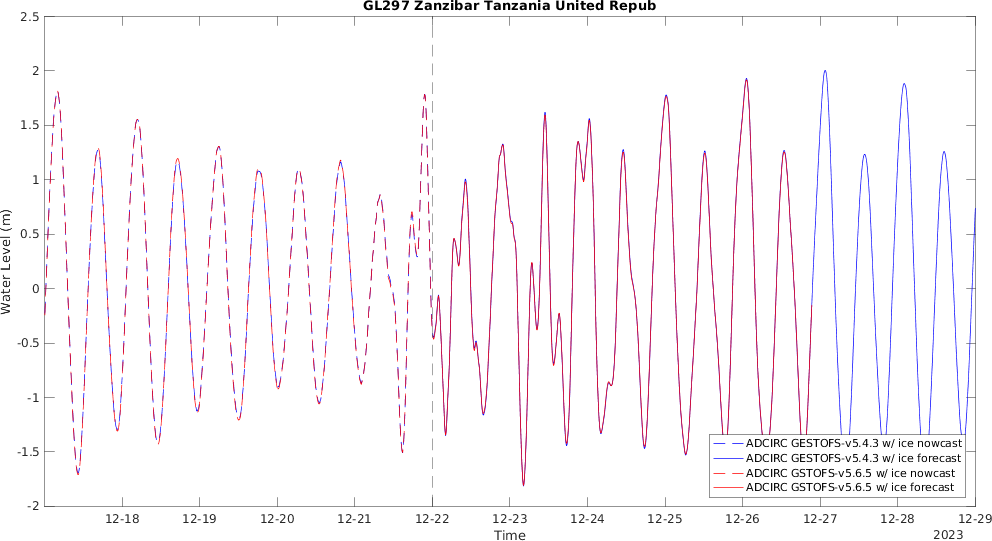 GL297 Zanzibar Tanzania United Repub
2.5
2
1.5
1
0.5
0
-0.5
-1
-1.5
-2
Water Level (m)
ADCIRC GESTOFS-v5.4.3 w/ ice nowcast
ADCIRC GESTOFS-v5.4.3 w/ ice forecast
ADCIRC GSTOFS-v5.6.5 w/ ice nowcast
ADCIRC GSTOFS-v5.6.5 w/ ice forecast
12-18 12-19 12-20 12-21 12-22 12-23 12-24 12-25 12-26 12-27 12-28 12-29
Time 2023